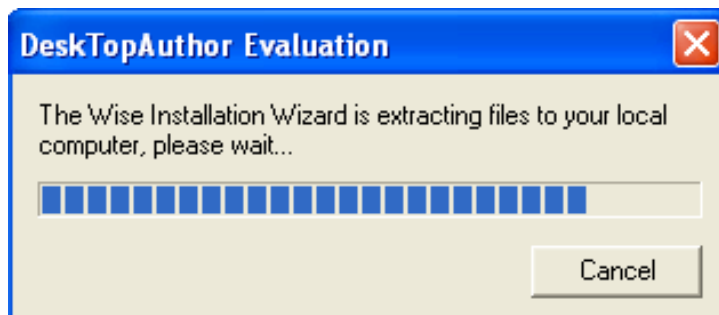 DeskTopAuthor Evaluation
The Wise Installation Wizard is extracting files to your local
computer, please wait...
Cancel